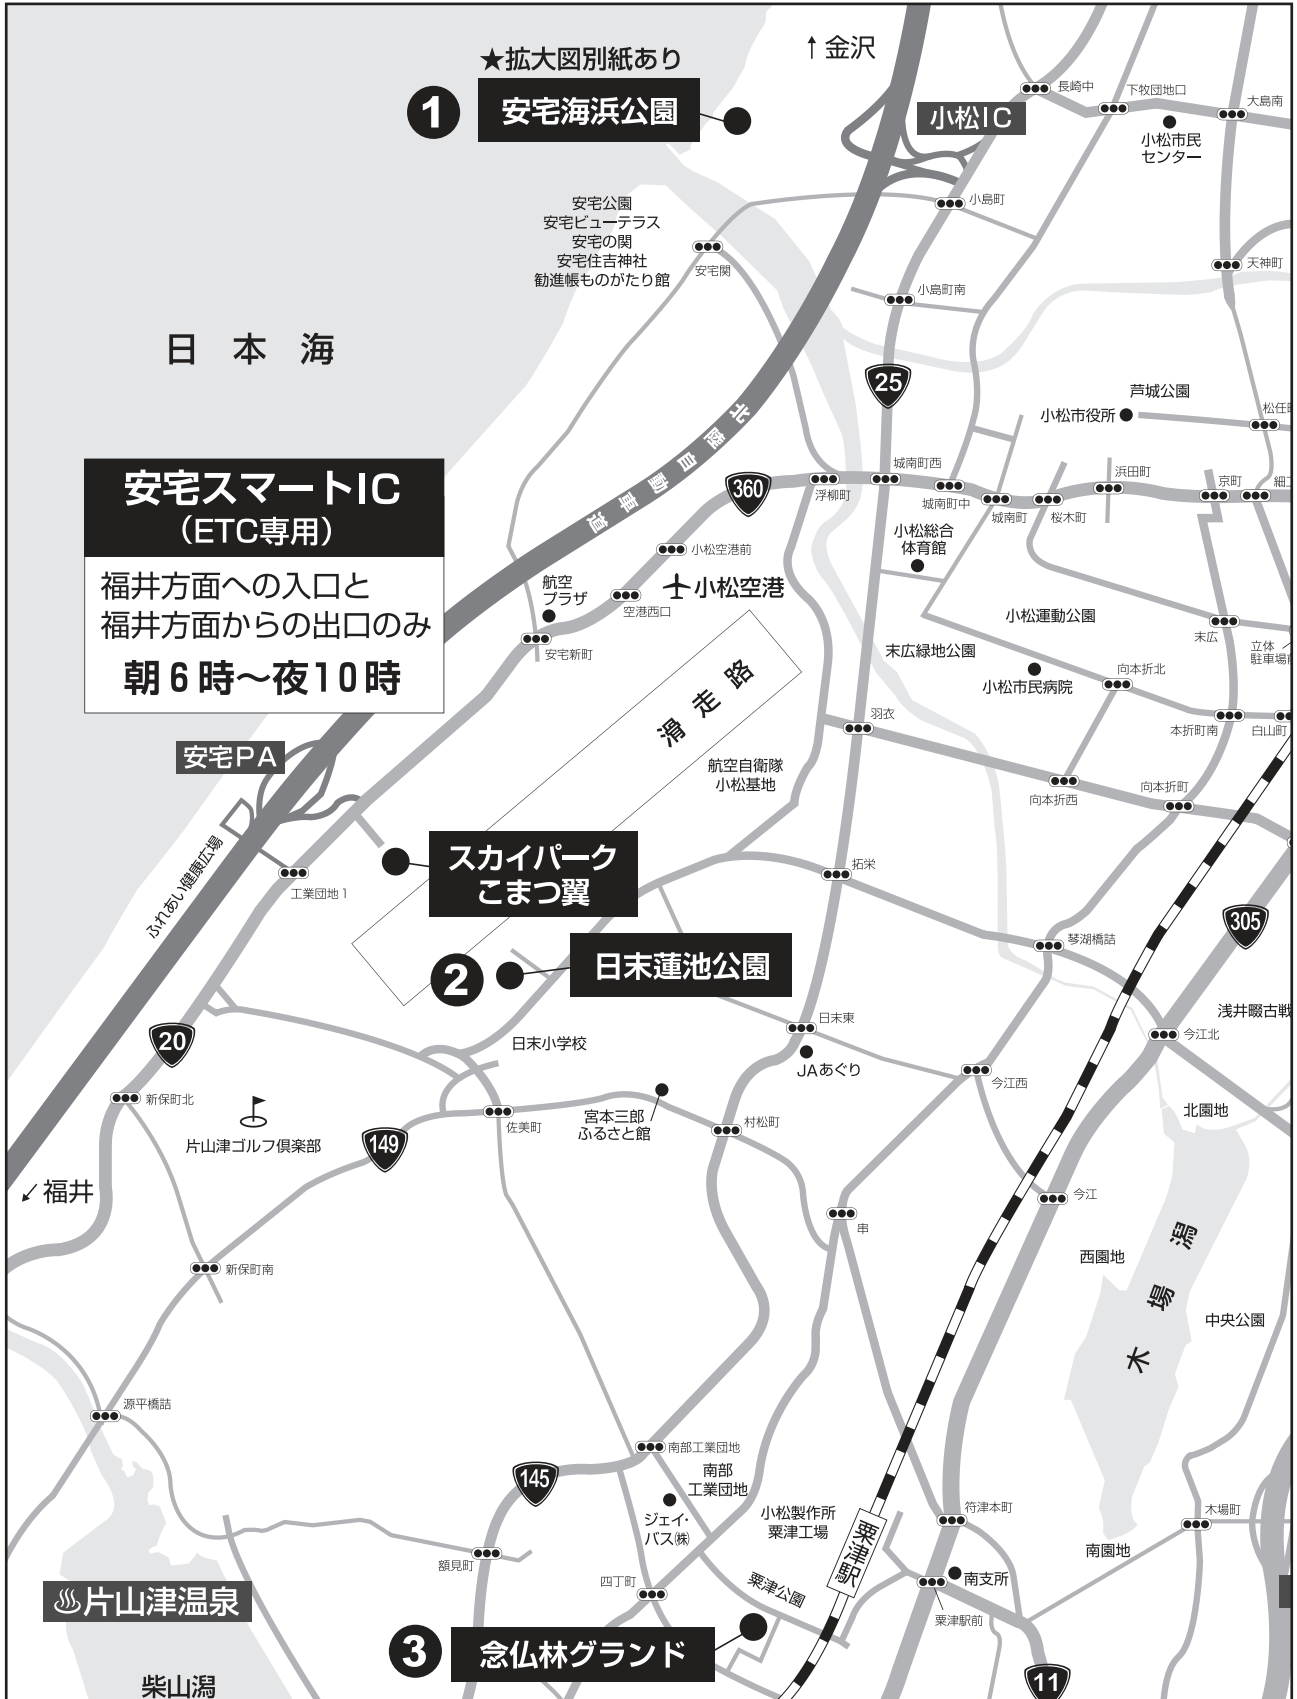 ★拡大図別紙あり
1
安宅海浜公園
↑金沢
小松IC
長崎中
下牧団地口
大島南
小松市民
センター
小島町
安宅公園
安宅ビューテラス
安宅の関
安宅住吉神社
勧進帳ものがたり館
安宅関
天神町
小島町南
日本海
25
芦城公園
小松市役所
北陸自動車道
安宅スマートIC
(ETC専用)
福井方面への入口と
福井方面からの出口のみ
朝6時〜夜10時
360
浮柳町
城南町西
城南町中
城南町
桜木町
浜田町
京町
小松空港前
小松総合
体育館
航空
プラザ
空港西口
小松空港
安宅新町
小松運動公園
末広
立体
末広緑地公園
小松市民病院
向本折北
滑走路
羽衣
本折町南
白山町
安宅PA
航空自衛隊
小松基地
向本折西
向本折町
ふれあい健康広場
工業団地1
スカイパーク
こまつ翼
拓栄
305
琴湖橋詰
2
日末蓮池公園
20
日末東
JAあぐり
日末小学校
今江北
今江西
新保町北
片山津ゴルフ倶楽部
149
佐美町
宮本三郎
ふるさと館
村松町
北園地
↙福井
串
今江
木場潟
西園地
中央公園
新保町南
源平橋詰
南部工業団地
南部
工業団地
145
ジェイ・
バス㈱
小松製作所
粟津工場
粟津駅
符津本町
木場町
南園地
額見町
四丁町
粟津公園
南支所
粟津駅前
♨片山津温泉
3
念仏林グランド
11
柴山潟